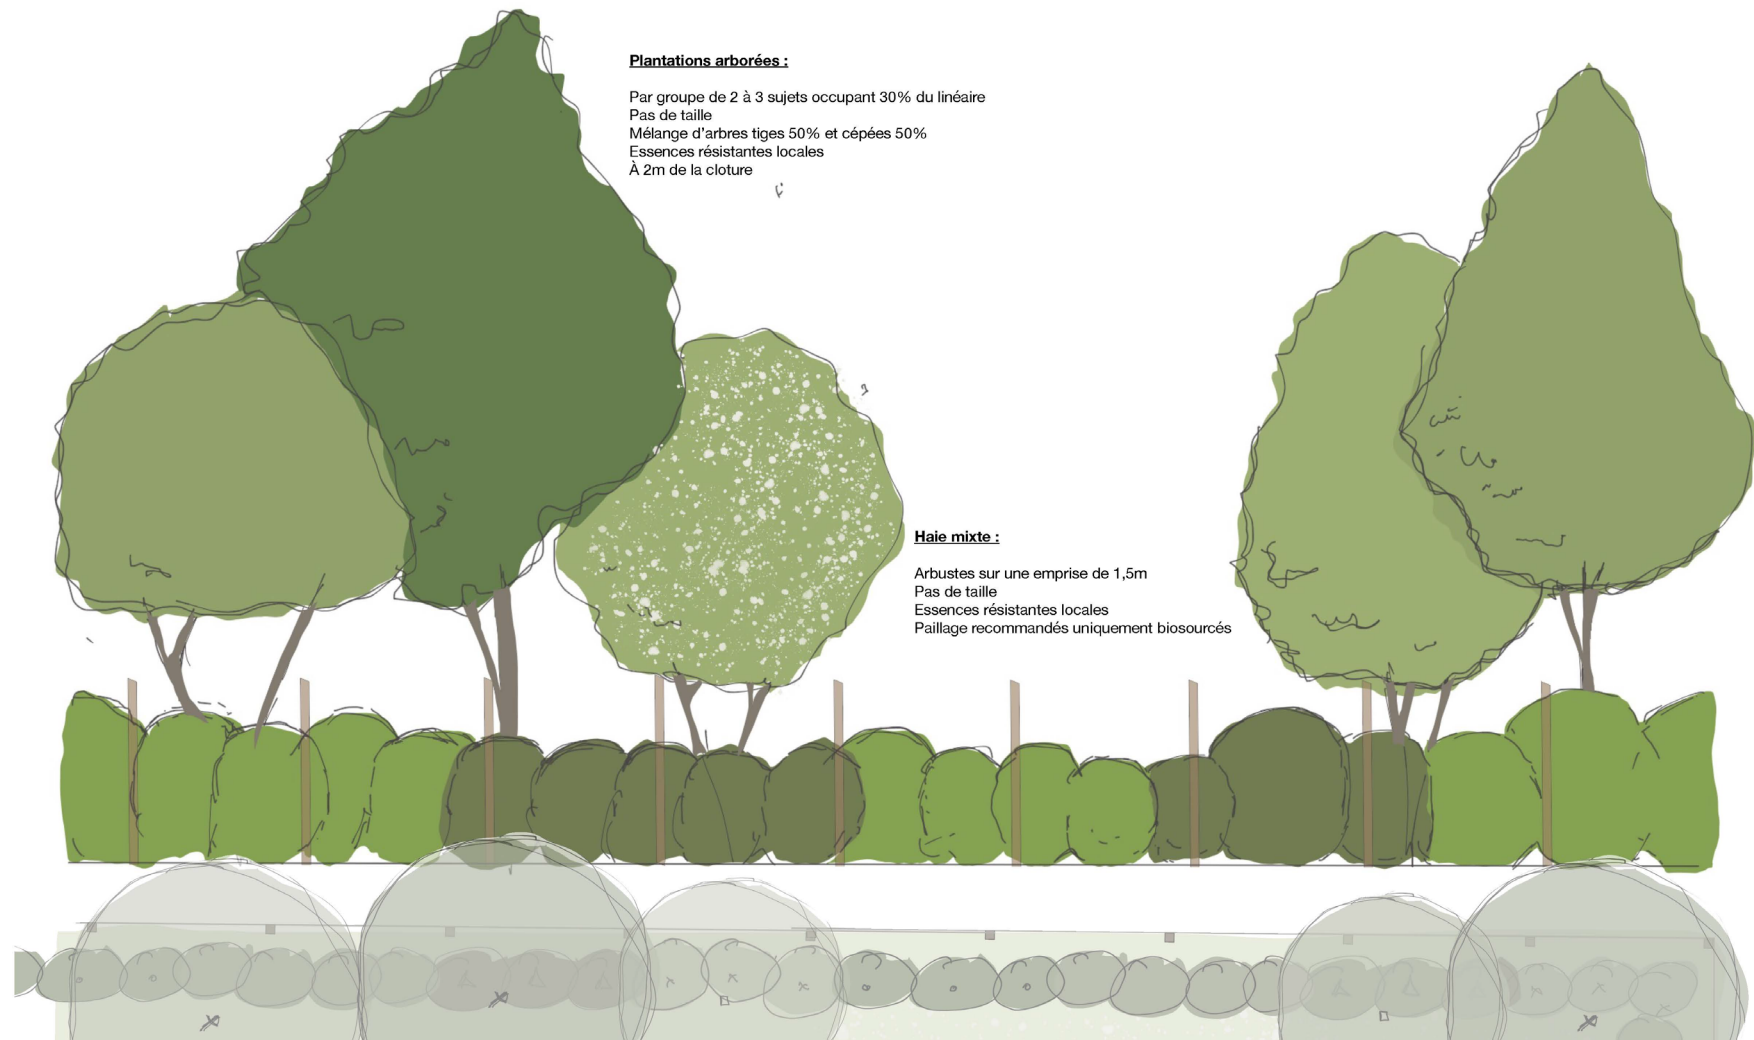 Plantations arborées :
Par groupe de 2 à 3 sujets occupant 30% du linéaire
Pas de taille
Mélange d'arbres tiges 50% et cépées 50%
Essences résistantes locales
À 2m de la cloture
Haie mixte :
Arbustes sur une emprise de 1,5m
Pas de taille
Essences résistantes locales
Paillage recommandés uniquement biosourcés